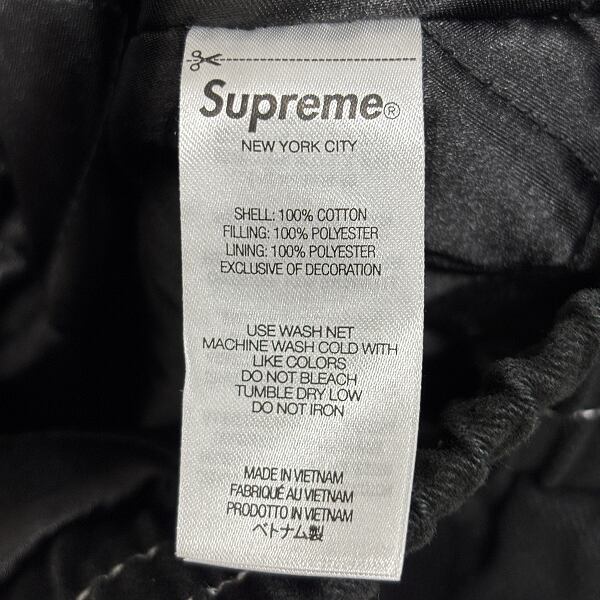 Supreme®
NEW YORK CITY
SHELL: 100% COTTON
FILLING: 100% POLYESTER
LINING: 100% POLYESTER
EXCLUSIVE OF DECORATION
USE WASH NET
MACHINE WASH COLD WITH
LIKE COLORS
DO NOT BLEACH
TUMBLE DRY LOW
DO NOT IRON
MADE IN VIETNAM
FABRIQUÉ AU VIETNAM
PRODOTTO IN VIETNAM
ベトナム製